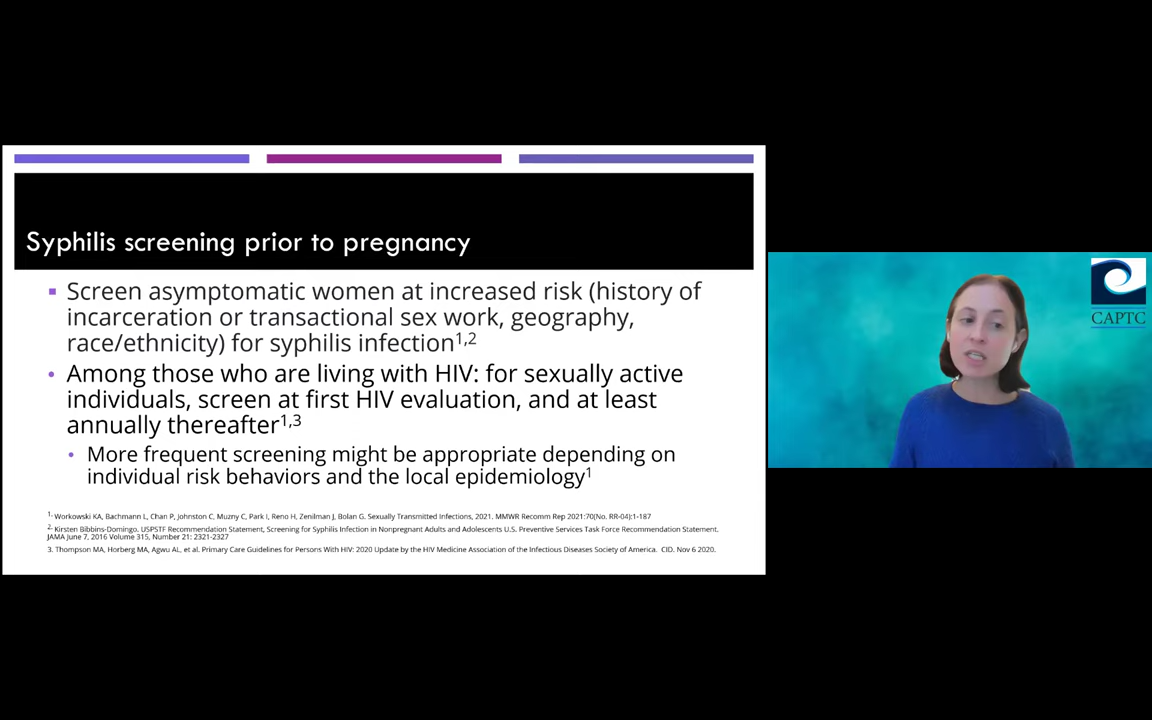 Syphilis screening prior to pregnancy
▪ Screen asymptomatic women at increased risk (history of
incarceration or transactional sex work, geography,
race/ethnicity) for syphilis infection1,2
• Among those who are living with HIV: for sexually active
individuals, screen at first HIV evaluation, and at least
annually thereafter1,3
• More frequent screening might be appropriate depending on
individual risk behaviors and the local epidemiology1
1. Workowski KA, Bachmann L, Chan P, Johnston C, Muzny C, Park I, Reno H, Zenilman J, Bolan G. Sexually Transmitted Infections, 2021. MMWR Recomm Rep 2021:70(No. RR-04):1-187
2. Kirsten Bibbins-Domingo. USPSTF Recommendation Statement, Screening for Syphilis Infection in Nonpregnant Adults and Adolescents U.S. Preventive Services Task Force Recommendation Statement.
JAMA June 7, 2016 Volume 315, Number 21: 2321-2327
3. Thompson MA, Horberg MA, Agwu AL, et al. Primary Care Guidelines for Persons With HIV: 2020 Update by the HIV Medicine Association of the Infectious Diseases Society of America. CID. Nov 6 2020.
CAPTC